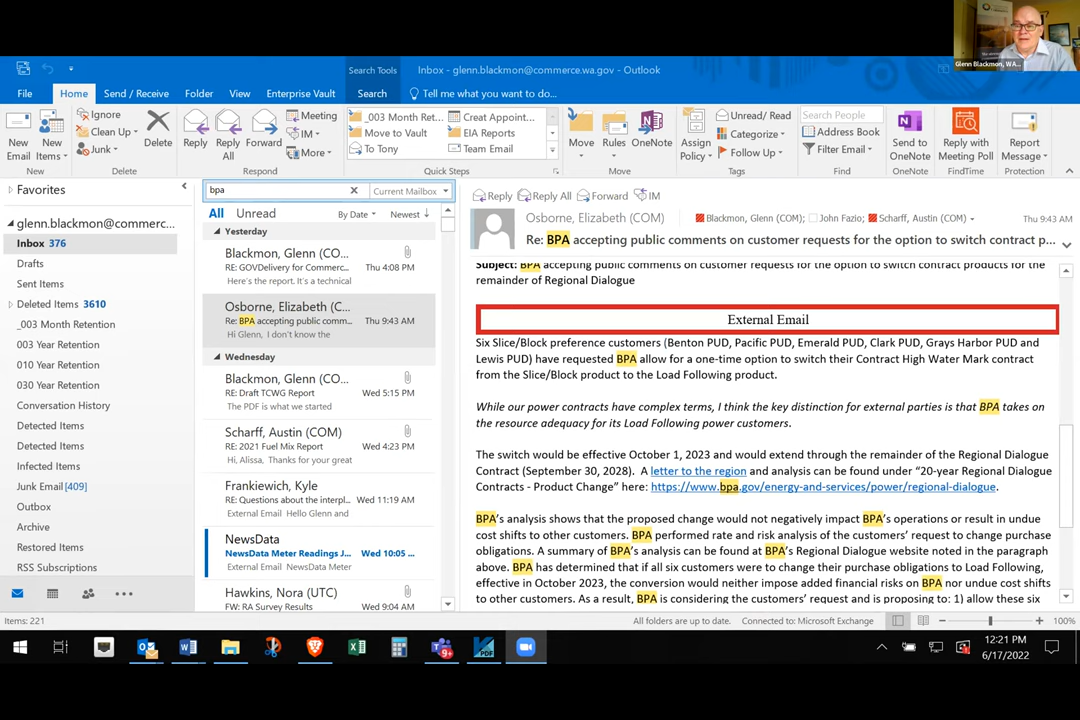 Glenn Blackmon, WA...
Search Tools
Inbox - glenn.blackmon@commerce.wa.gov - Outlook
File
Home
Send / Receive
Folder
View
Enterprise Vault
Search
Tell me what you want to do...
New Email
New Items
New
Ignore
Clean Up
Junk
Delete
Delete
Reply
Reply All
Forward
Meeting
IM
More
Respond
_003 Month Ret...
Move to Vault
To Tony
Creat Appoint...
EIA Reports
Team Email
Quick Steps
Move
Rules
OneNote
Move
Assign Policy
Unread / Read
Categorize
Follow Up
Tags
Search People
Address Book
Filter Email
Find
Send to OneNote
OneNote
Reply with Meeting Poll
FindTime
Report Message
Protection
Favorites
glenn.blackmon@commerc...
Inbox 376
Drafts
Sent Items
Deleted Items 3610
_003 Month Retention
010 Year Retention
030 Year Retention
Conversation History
Detected Items
Detected Items
Infected Items
Junk Email [409]
Outbox
Archive
Restored Items
RSS Subscriptions
bpa
Current Mailbox
All
Unread
By Date
Newest
Yesterday
Blackmon, Glenn (CO...
RE: GOVDelivery for Commerc...
Thu 4:08 PM
Here's the report. It's a technical
Osborne, Elizabeth (C...
Re: BPA accepting public comm...
Thu 9:43 AM
Hi Glenn, I don't know the
Wednesday
Blackmon, Glenn (CO...
RE: Draft TCWG Report
Wed 5:15 PM
The PDF is what we started
Scharff, Austin (COM)
RE: 2021 Fuel Mix Report
Wed 4:23 PM
Hi, Alissa, Thanks for your great
Frankiewich, Kyle
RE: Questions about the interpl...
Wed 11:19 AM
External Email Hello Glenn and
NewsData
NewsData Meter Readings J...
Wed 10:05 ...
External Email NewsData Meter
Hawkins, Nora (UTC)
FW: RA Survey Results
Wed 9:04 AM
Reply
Reply All
Forward
IM
Osborne, Elizabeth (COM)
Blackmon, Glenn (COM); John Fazio; Scharff, Austin (COM)
Thu 9:43 AM
Re: BPA accepting public comments on customer requests for the option to switch contract p...
Subject: BPA accepting public comments on customer requests for the option to switch contract products for the
remainder of Regional Dialogue
External Email
Six Slice/Block preference customers (Benton PUD, Pacific PUD, Emerald PUD, Clark PUD, Grays Harbor PUD and
Lewis PUD) have requested BPA allow for a one-time option to switch their Contract High Water Mark contract
from the Slice/Block product to the Load Following product.
While our power contracts have complex terms, I think the key distinction for external parties is that BPA takes on
the resource adequacy for its Load Following power customers.
The switch would be effective October 1, 2023 and would extend through the remainder of the Regional Dialogue
Contract (September 30, 2028). A letter to the region and analysis can be found under “20-year Regional Dialogue
Contracts - Product Change” here: https://www.bpa.gov/energy-and-services/power/regional-dialogue.
BPA’s analysis shows that the proposed change would not negatively impact BPA’s operations or result in undue
cost shifts to other customers. BPA performed rate and risk analysis of the customers’ request to change purchase
obligations. A summary of BPA’s analysis can be found at BPA’s Regional Dialogue website noted in the paragraph
above. BPA has determined that if all six customers were to change their purchase obligations to Load Following,
effective in October 2023, the conversion would neither impose added financial risks on BPA nor undue cost shifts
to other customers. As a result, BPA is considering the customers’ request and is proposing to: 1) allow these six
Items: 221
All folders are up to date.
Connected to: Microsoft Exchange
100%
12:21 PM
6/17/2022